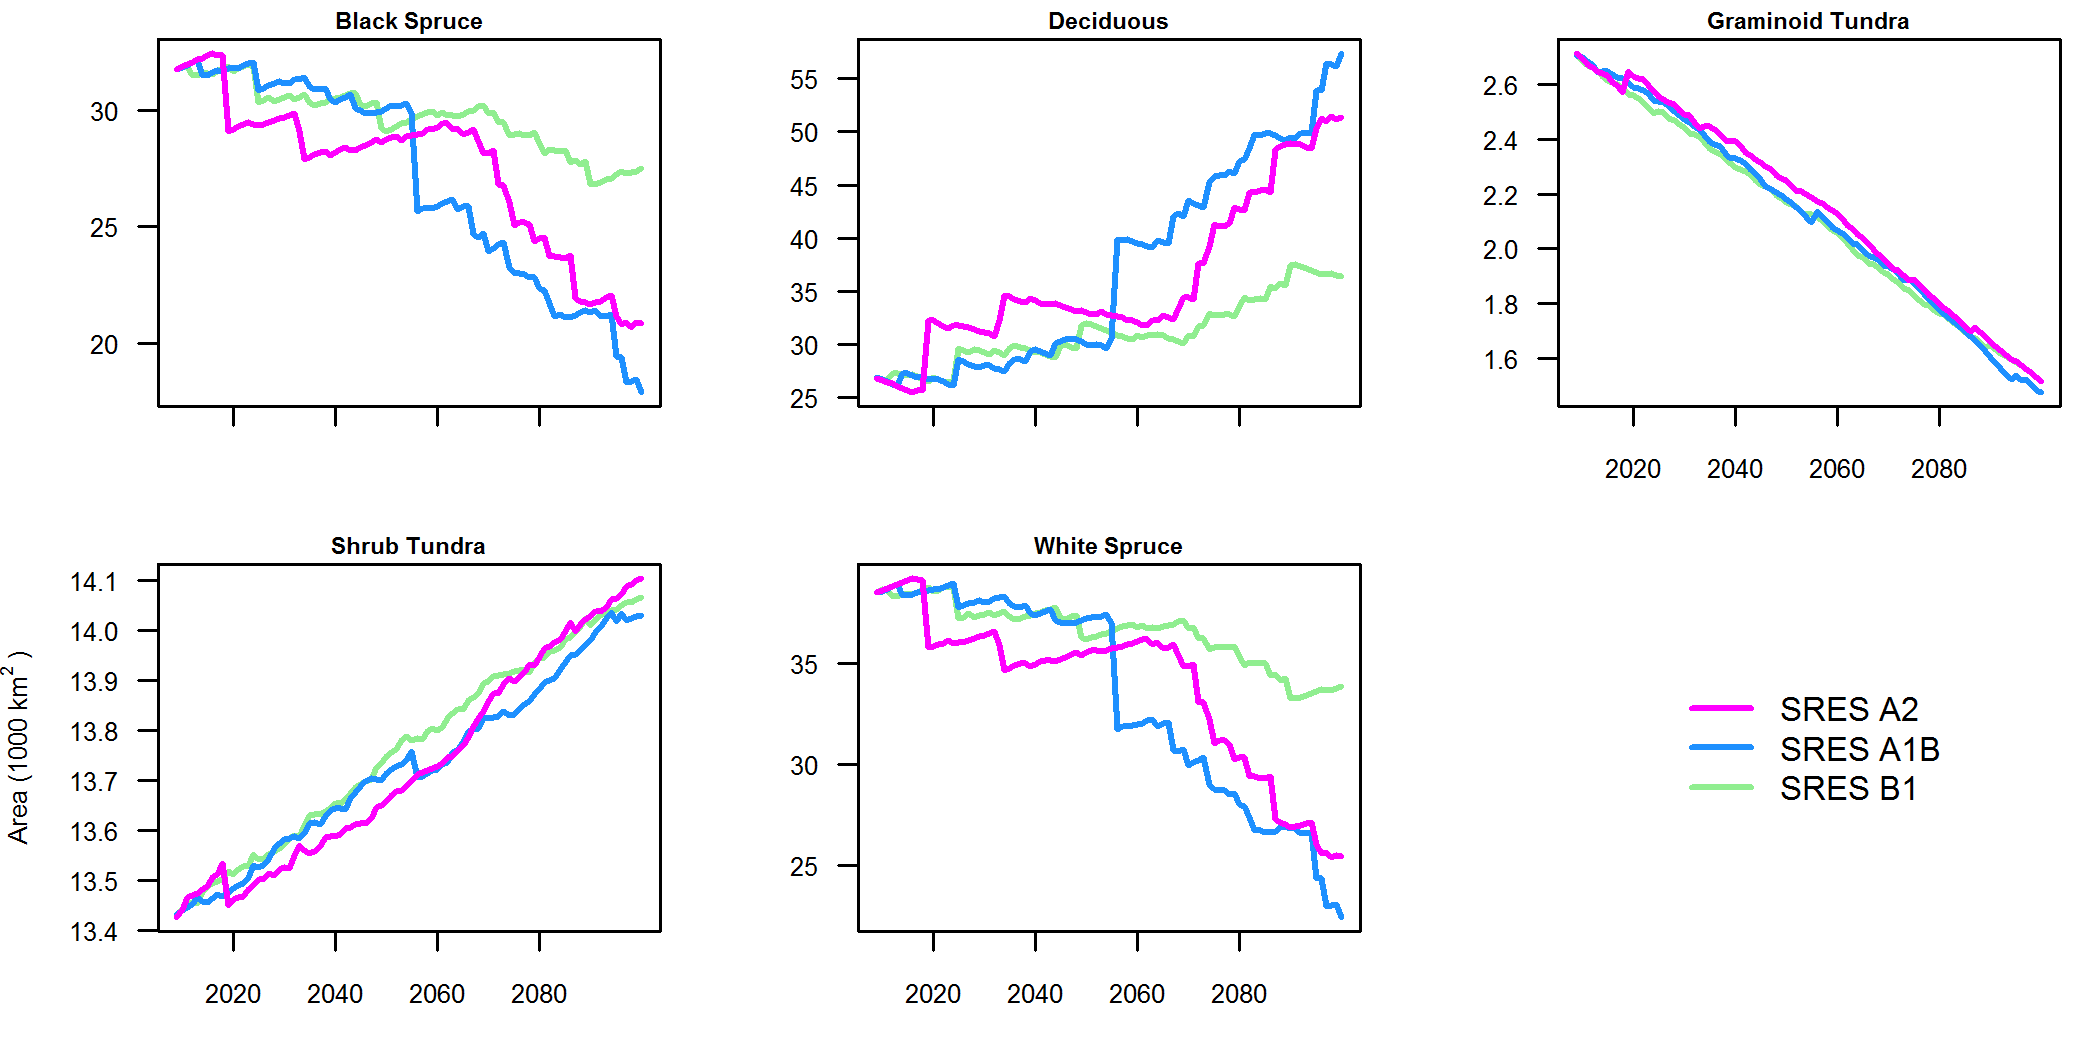 Black Spruce
30
25
20
Deciduous
55
50
45
40
35
30
25
Graminoid Tundra
2.6
2.4
2.2
2.0
1.8
1.6
2020 2040 2060 2080
Shrub Tundra
14.1
14.0
13.9
13.8
13.7
13.6
13.5
13.4
2020 2040 2060 2080
Area (1000 km²)
White Spruce
35
30
25
2020 2040 2060 2080
SRES A2
SRES A1B
SRES B1